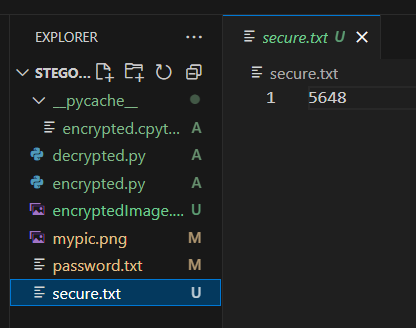 EXPLORER
STEGO...
__pycache__
encrypted.cpyt... A
decrypted.py A
encrypted.py A
encryptedImage.... U
mypic.png M
password.txt M
secure.txt U
secure.txt U
secure.txt
1 5648